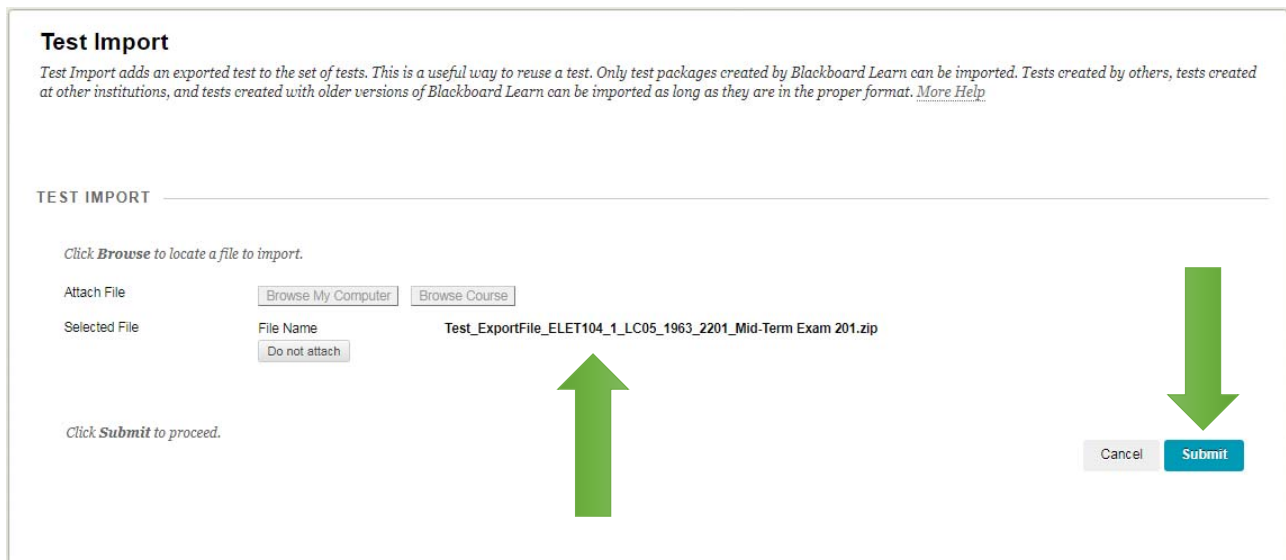 Test Import
Test Import adds an exported test to the set of tests. This is a useful way to reuse a test. Only test packages created by Blackboard Learn can be imported. Tests created by others, tests created
at other institutions, and tests created with older versions of Blackboard Learn can be imported as long as they are in the proper format. More Help
TEST IMPORT
Click Browse to locate a file to import.
Attach File Browse My Computer Browse Course
Selected File File Name Test_ExportFile_ELET104_1_LC05_1963_2201_Mid-Term Exam 201.zip
Do not attach
Click Submit to proceed.
Cancel Submit